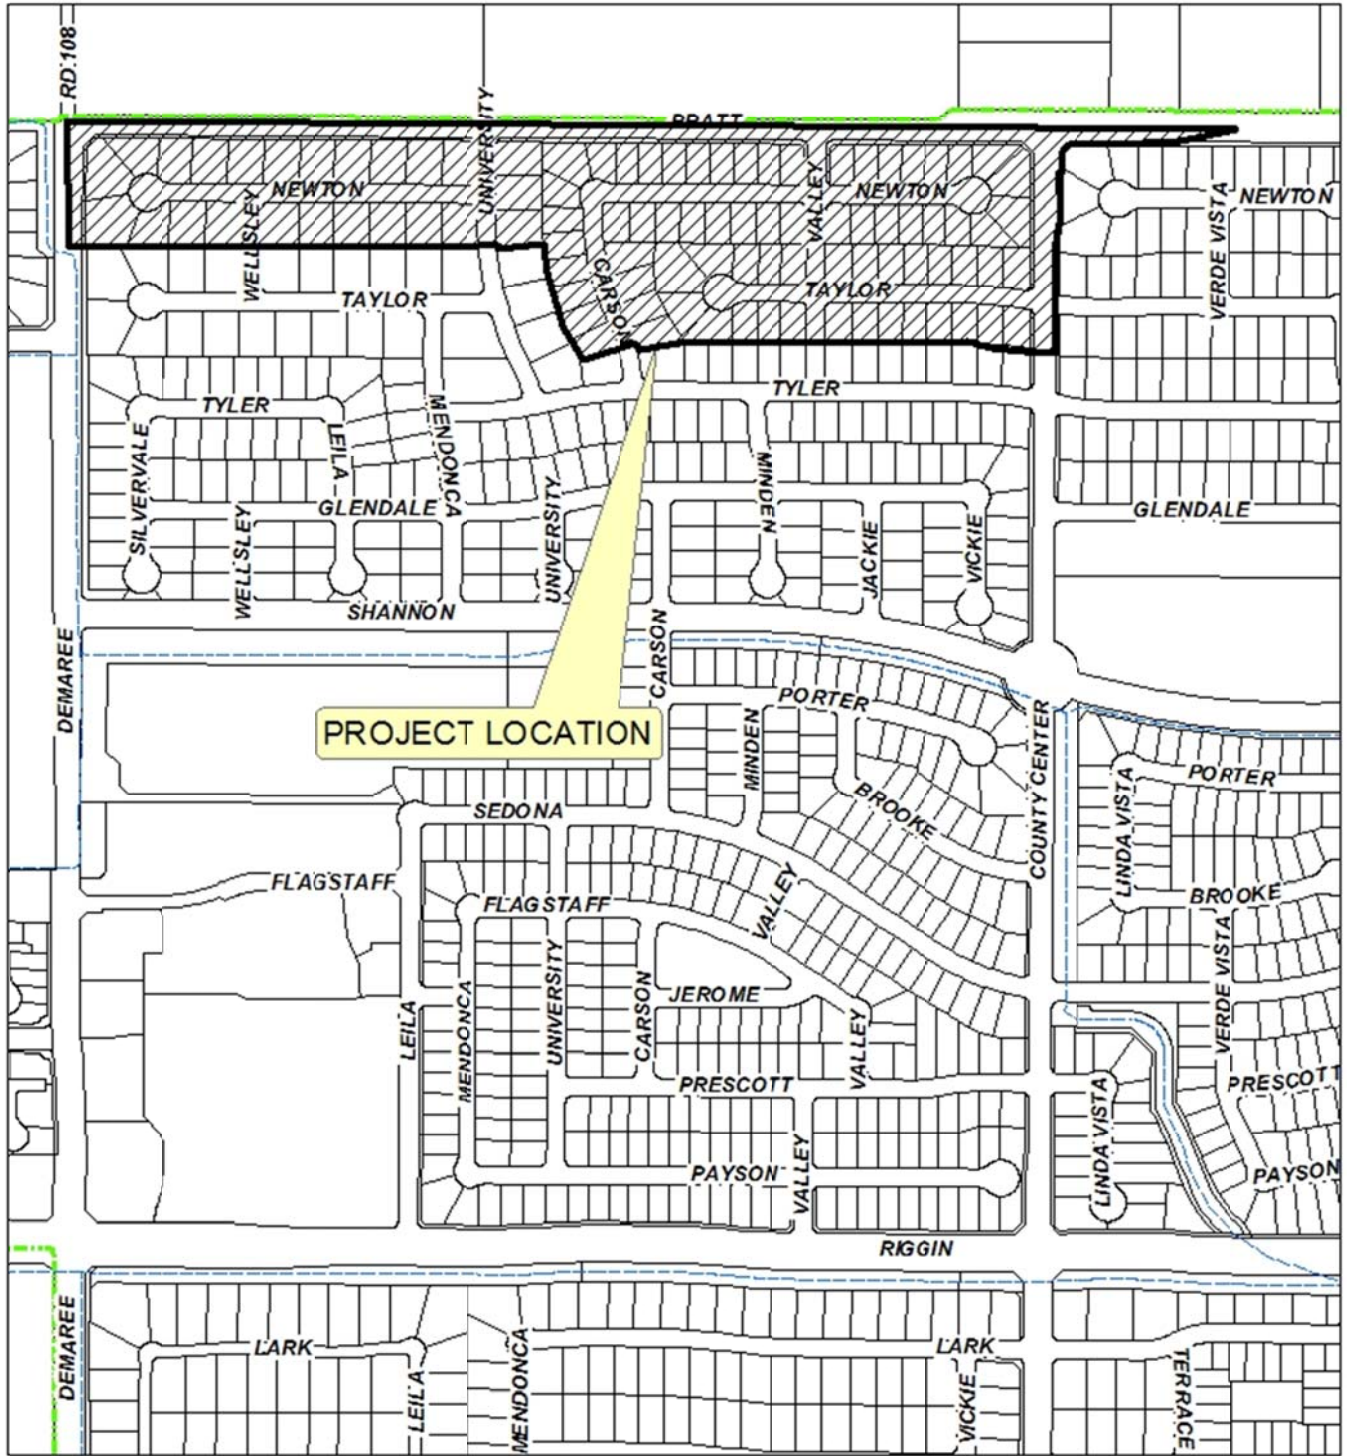 RD 108
UNIVERSITY
PRATT
NEWTON
WELLSLEY
VALLEY
NEWTON
VERDE VISTA
NEWTON
CARSON
TAYLOR
TAYLOR
TYLER
TYLER
SILVERVALE
LEILA
MENDONCA
MINDEN
GLENDALE
UNIVERSITY
WELLSLEY
JACKIE
VICKIE
GLENDALE
SHANNON
DEMAREE
CARSON
PORTER
PROJECT LOCATION
MINDEN
COUNTY CENTER
PORTER
LINDA VISTA
SEDONA
BROOKE
FLAGSTAFF
FLAGSTAFF
VALLEY
BROOKE
UNIVERSITY
VERDE VISTA
LEILA
MENDONCA
CARSON
JEROME
VALLEY
PRESCOTT
PRESCOTT
LINDA VISTA
PAYSON
VALLEY
PAYSON
RIGGIN
DEMAREE
LARK
LEILA
MENDONCA
LARK
VICKIE
TERRACE